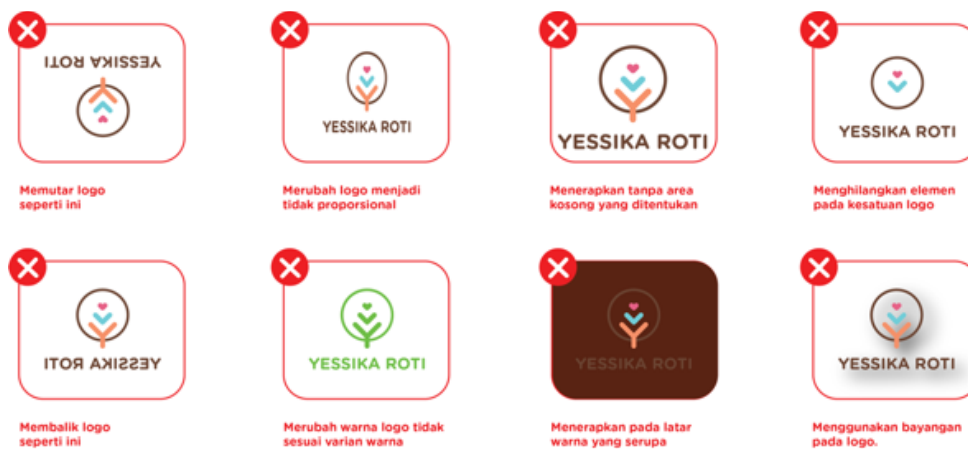 YESSIKA ROTI
Memutar logo
seperti ini
YESSIKA ROTI
Merubah logo menjadi
tidak proporsional
YESSIKA ROTI
Menerapkan tanpa area
kosong yang ditentukan
YESSIKA ROTI
Menghilangkan elemen
pada kesatuan logo
YESSIKA ROTI
Membalik logo
seperti ini
YESSIKA ROTI
Merubah warna logo tidak
sesuai varian warna
YESSIKA ROTI
Menerapkan pada latar
warna yang serupa
YESSIKA ROTI
Menggunakan bayangan
pada logo.